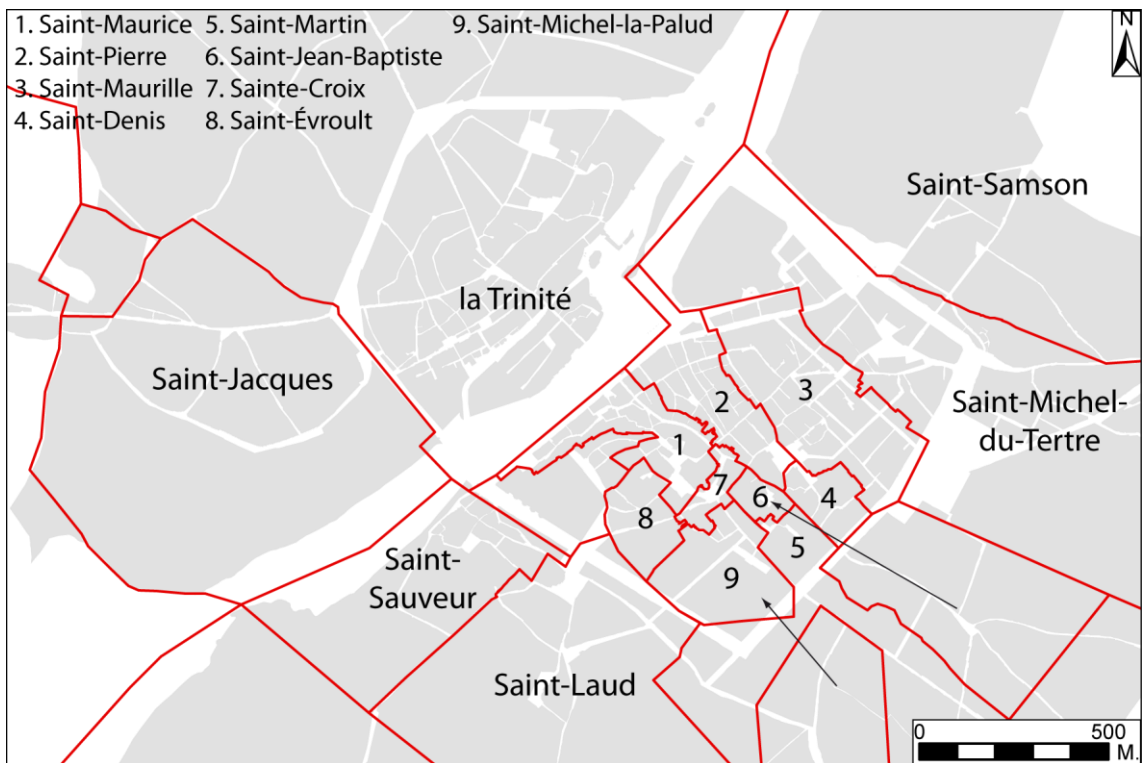 1. Saint-Maurice 5. Saint-Martin 9. Saint-Michel-la-Palud
2. Saint-Pierre 6. Saint-Jean-Baptiste
3. Saint-Maurille 7. Sainte-Croix
4. Saint-Denis 8. Saint-Évroult
N
Saint-Samson
la Trinité
Saint-Jacques
2
3
Saint-Michel-
du-Tertre
1
7
6
4
8
5
9
Saint-
Sauveur
Saint-Laud
0 500
M.